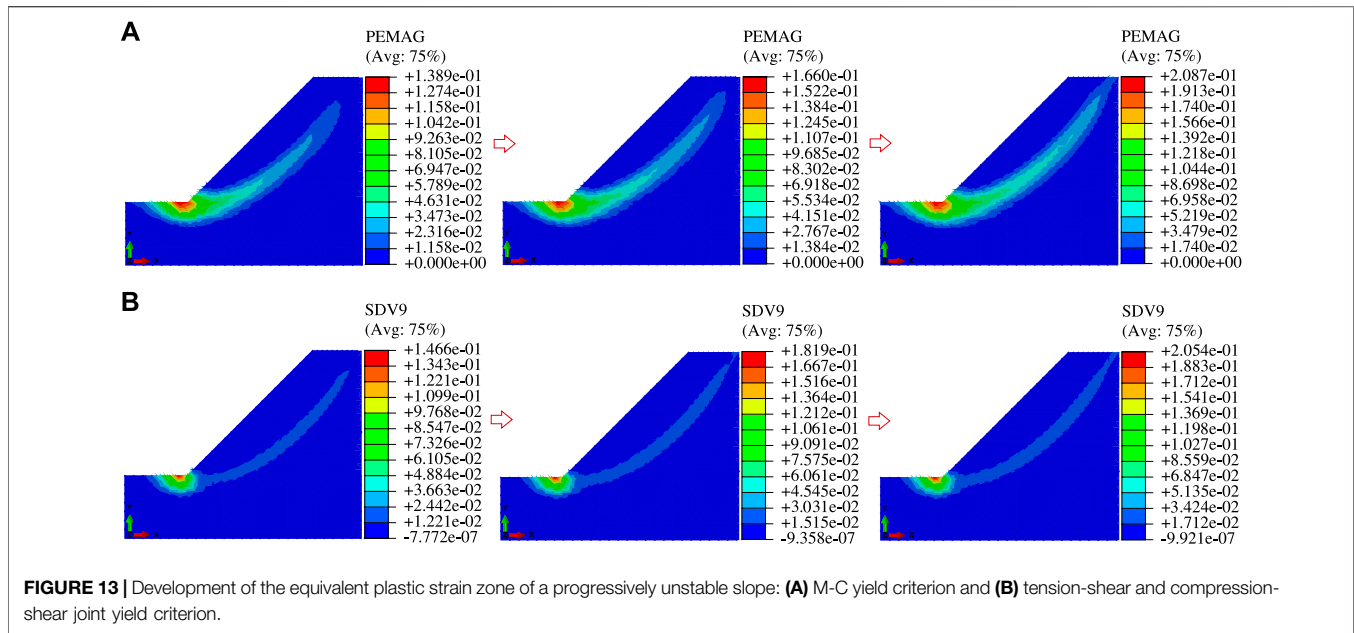 A
PEMAG
(Avg: 75%)
+1.389e-01
+1.274e-01
+1.158e-01
+1.042e-01
+9.263e-02
+8.105e-02
+6.947e-02
+5.789e-02
+4.631e-02
+3.473e-02
+2.316e-02
+1.158e-02
+0.000e+00
PEMAG
(Avg: 75%)
+1.660e-01
+1.522e-01
+1.384e-01
+1.245e-01
+1.107e-01
+9.685e-02
+8.302e-02
+6.918e-02
+5.534e-02
+4.151e-02
+2.767e-02
+1.384e-02
+0.000e+00
PEMAG
(Avg: 75%)
+2.087e-01
+1.913e-01
+1.740e-01
+1.566e-01
+1.392e-01
+1.218e-01
+1.044e-01
+8.698e-02
+6.958e-02
+5.219e-02
+3.479e-02
+1.740e-02
+0.000e+00
B
SDV9
(Avg: 75%)
+1.466e-01
+1.343e-01
+1.221e-01
+1.099e-01
+9.768e-02
+8.547e-02
+7.326e-02
+6.105e-02
+4.884e-02
+3.663e-02
+2.442e-02
+1.221e-02
-7.772e-07
SDV9
(Avg: 75%)
+1.819e-01
+1.667e-01
+1.516e-01
+1.364e-01
+1.212e-01
+1.061e-01
+9.091e-02
+7.575e-02
+6.061e-02
+4.545e-02
+3.031e-02
+1.515e-02
-9.358e-07
SDV9
(Avg: 75%)
+2.054e-01
+1.883e-01
+1.712e-01
+1.541e-01
+1.369e-01
+1.198e-01
+1.027e-01
+8.559e-02
+6.847e-02
+5.135e-02
+3.424e-02
+1.712e-02
-9.921e-07
FIGURE 13 | Development of the equivalent plastic strain zone of a progressively unstable slope: (A) M-C yield criterion and (B) tension-shear and compression-
shear joint yield criterion.